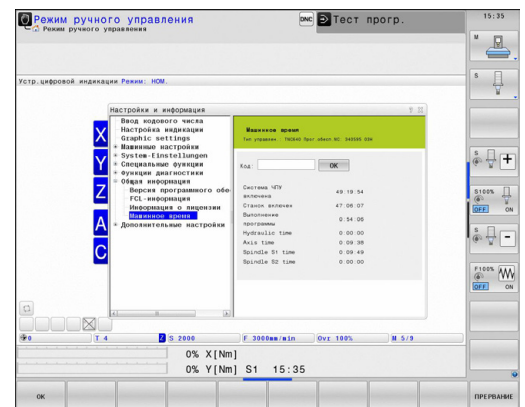 Режим ручного управления
Режим ручного управления
DNC
Тест прогр.
15:35
Устр.цифровой индикации Режим: НОМ.
M
S
Настройки и информация
? X
Ввод кодового числа
Настройка индикации
Graphic settings
Машинные настройки
System-Einstellungen
Специальные функции
Функции диагностики
Общая информация
Версия программного обе
FCL-информация
Информация о лицензии
Машинное время
Дополнительные настройки
X
Y
Z
A
C
Машинное время
Код:
OK
Система ЧПУ включена 49:19:54
Станок включен 47:06:07
Выполнение программы 0:54:06
Hydraulic time 0:00:00
Axis time 0:09:36
Spindle S1 time 0:09:49
Spindle S2 time 0:00:00
S
+
S100%
OFF ON
S
-
F100%
OFF ON
0 T 4 Z S 2000 F 3000mm/min Ovr 100% M 5/9
0% X[Nm]
0% Y[Nm] S1 15:35
OK
ПРЕРВАНИЕ